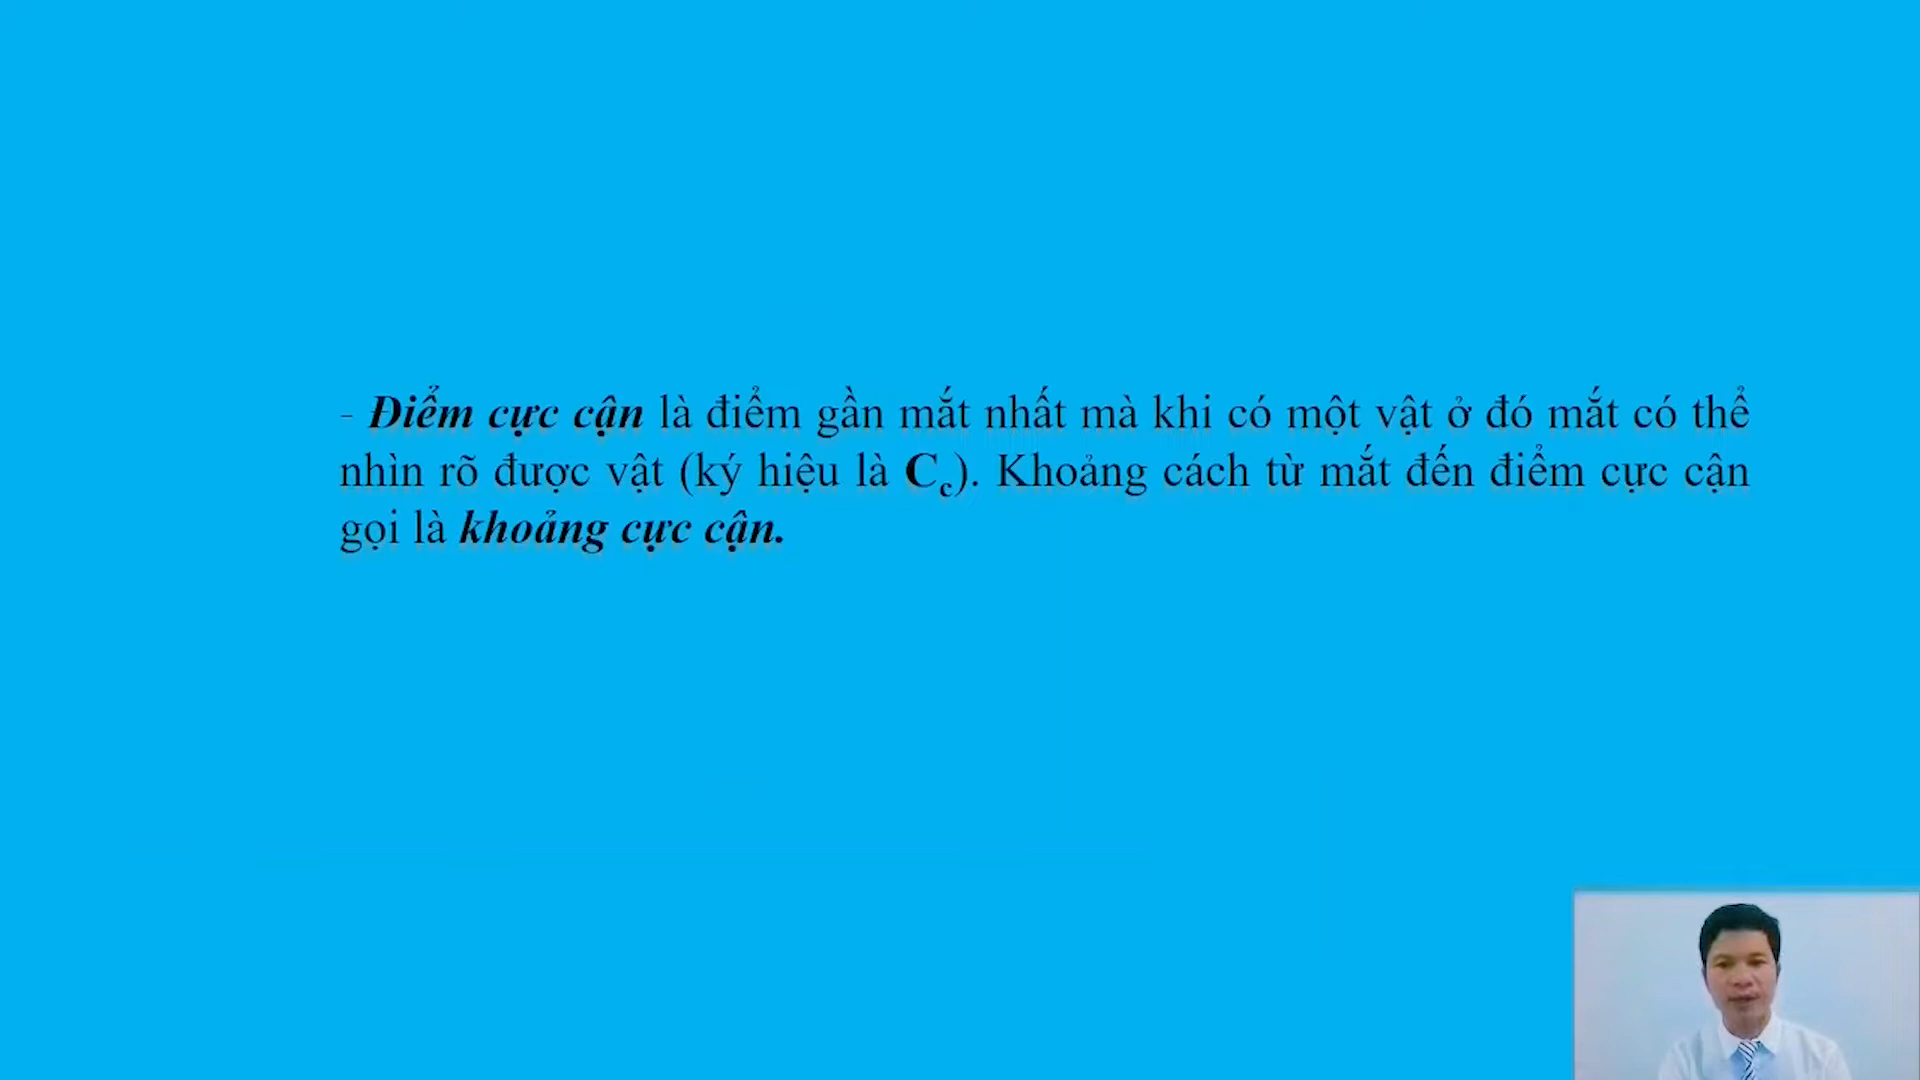 - Điểm cực cận là điểm gần mắt nhất mà khi có một vật ở đó mắt có thể
nhìn rõ được vật (ký hiệu là Cc). Khoảng cách từ mắt đến điểm cực cận
gọi là khoảng cực cận.